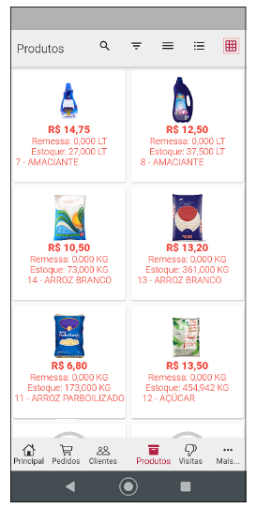 Produtos
R$ 14,75
Remessa: 0,000 LT
Estoque: 27,000 LT
7 - AMACIANTE
R$ 12,50
Remessa: 0,000 LT
Estoque: 37,500 LT
8 - AMACIANTE
R$ 10,50
Remessa: 0,000 KG
Estoque: 73,000 KG
14 - ARROZ BRANCO
R$ 13,20
Remessa: 0,000 KG
Estoque: 361,000 KG
13 - ARROZ BRANCO
R$ 6,80
Remessa: 0,000 KG
Estoque: 173,000 KG
11 - ARROZ PARBOILIZADO
R$ 13,50
Remessa: 0,000 KG
Estoque: 454,942 KG
12 - AÇÚCAR
Principal Pedidos Clientes Produtos Visitas Mais...